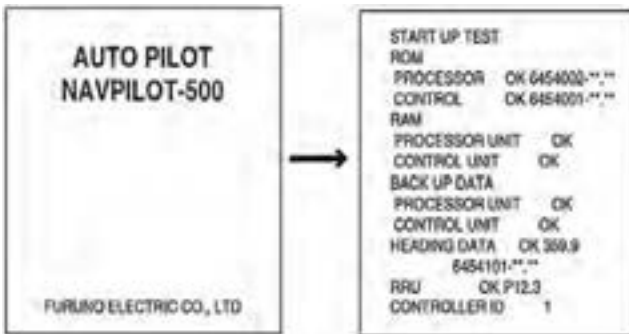 AUTO PILOT
NAVPILOT-500
FURUNO ELECTRIC CO., LTD
START UP TEST
ROM
PROCESSOR OK 6454002-**.**
CONTROL OK 6454001-**.**
RAM
PROCESSOR UNIT OK
CONTROL UNIT OK
BACK UP DATA
PROCESSOR UNIT OK
CONTROL UNIT OK
HEADING DATA OK 359.9
6454101-**.**
RRU OK P12.3
CONTROLLER ID 1